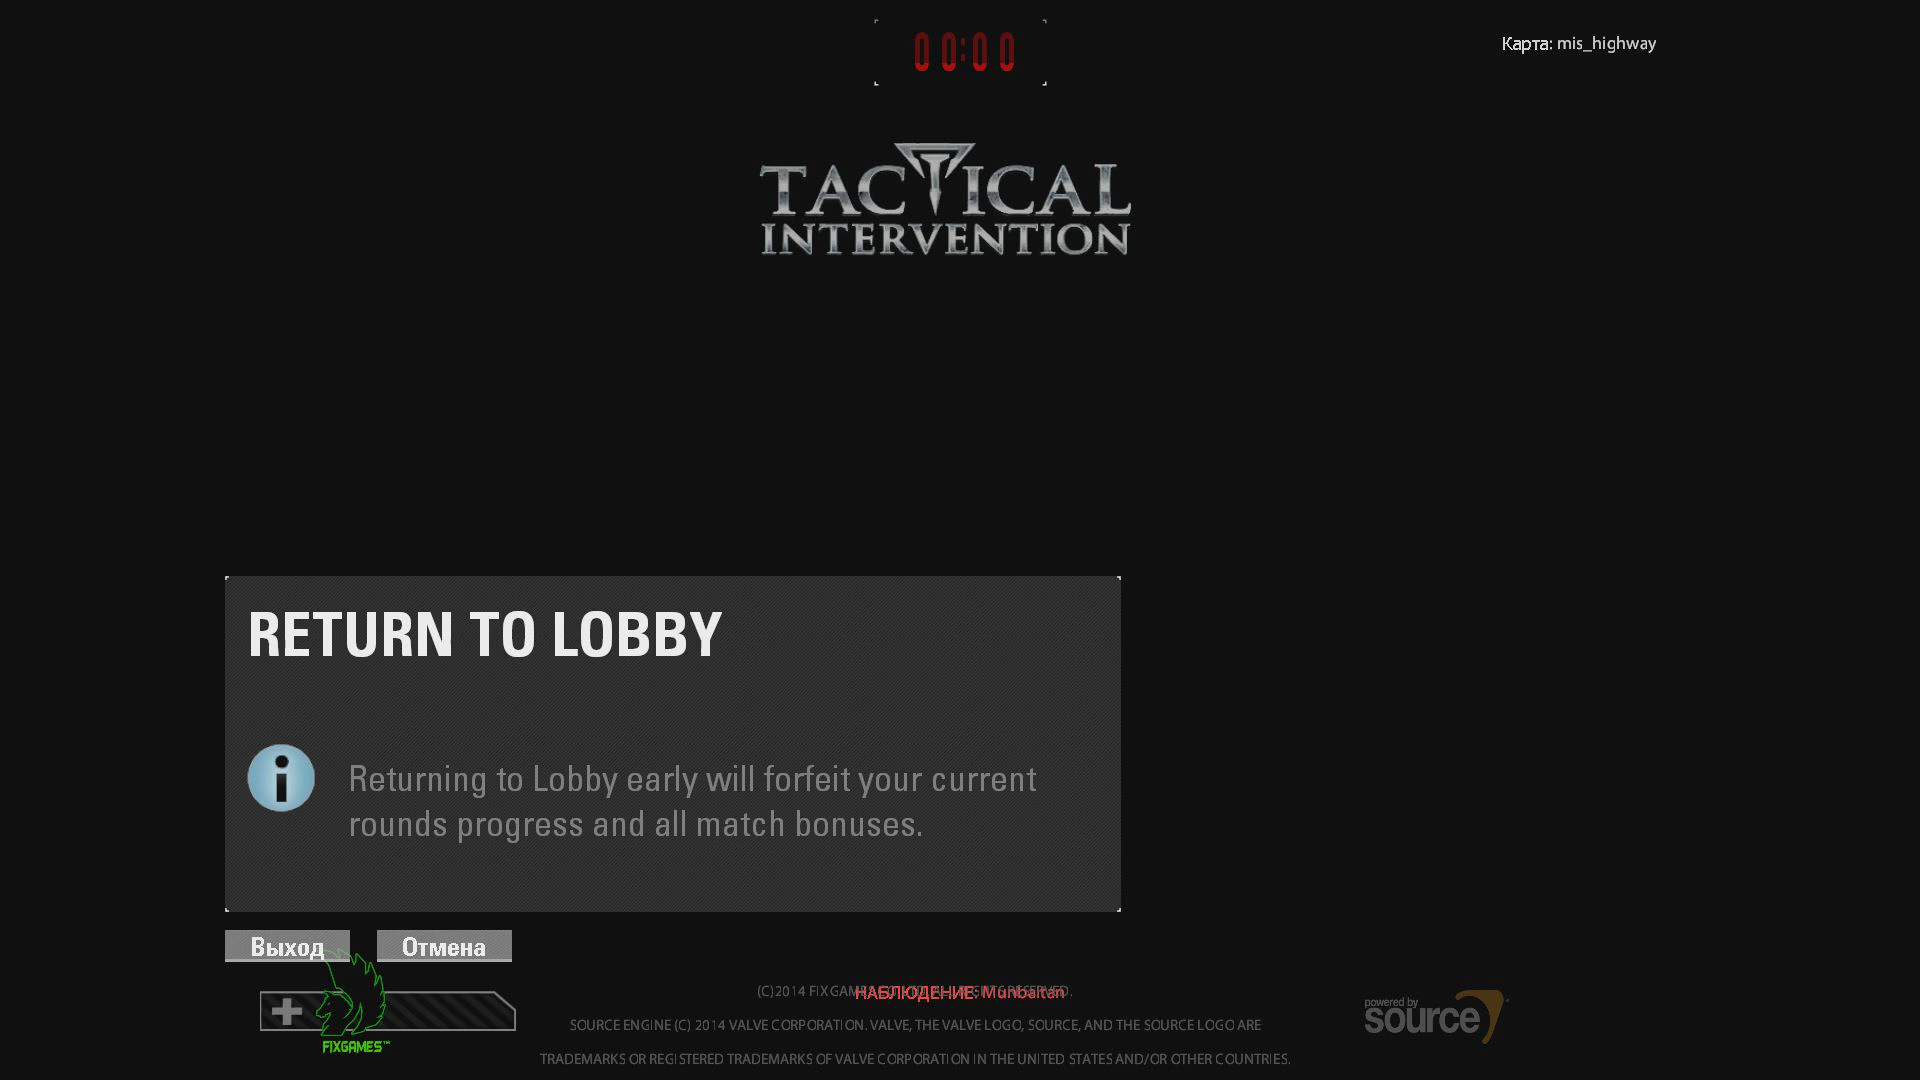 00:00
Карта: mis_highway
TACTICAL
INTERVENTION
RETURN TO LOBBY
Returning to Lobby early will forfeit your current
rounds progress and all match bonuses.
Выход
Отмена
(C)2014 FIXGAMES RESERVED.
НАБЛЮДЕНИЕ: Munbaitan
SOURCE ENGINE (C) 2014 VALVE CORPORATION. VALVE, THE VALVE LOGO, SOURCE, AND THE SOURCE LOGO ARE
TRADEMARKS OR REGISTERED TRADEMARKS OF VALVE CORPORATION IN THE UNITED STATES AND/OR OTHER COUNTRIES.
FIXGAMES™
powered by
source